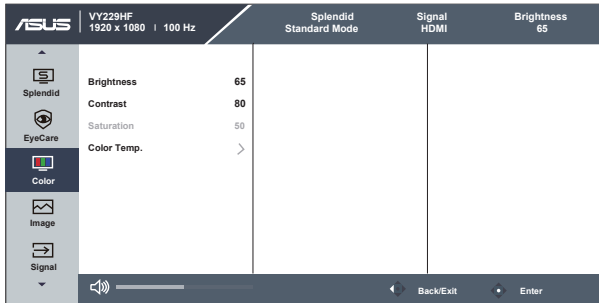 ASUS
VY229HF
1920 x 1080 | 100 Hz
Splendid
Standard Mode
Signal
HDMI
Brightness
65
Splendid
EyeCare
Color
Image
Signal
Brightness 65
Contrast 80
Saturation 50
Color Temp.
Back/Exit
Enter